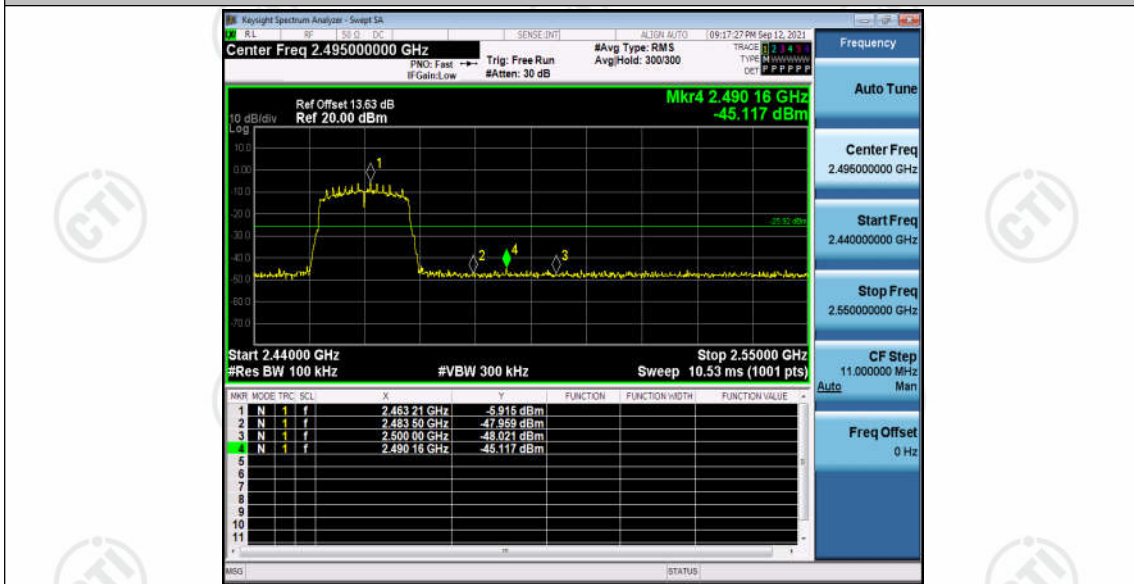 Keysight Spectrum Analyzer - Swept SA
RL RF 50 Ω DC SENSE:INT ALIGN AUTO 09:17:27 PM Sep 12, 2021
Center Freq 2.495000000 GHz
PNO: Fast
IFGain:Low
Trig: Free Run
#Atten: 30 dB
#Avg Type: RMS
Avg|Hold: 300/300
TRACE 1 2 3 4 5 6
TYPE M WWWWW
DET P P P P P P
Frequency
Auto Tune
Center Freq
2.495000000 GHz
Start Freq
2.440000000 GHz
Stop Freq
2.550000000 GHz
CF Step
11.000000 MHz
Auto Man
Freq Offset
0 Hz
Mkr4 2.490 16 GHz
-45.117 dBm
Ref Offset 13.63 dB
10 dB/div Ref 20.00 dBm
Log
10.0
0.00
-10.0
-20.0
-30.0
-40.0
-50.0
-60.0
-70.0
1
2
4
3
-25.92 dBm
Start 2.44000 GHz Stop 2.55000 GHz
#Res BW 100 kHz #VBW 300 kHz Sweep 10.53 ms (1001 pts)
MKR MODE TRC SCL X Y FUNCTION FUNCTION WIDTH FUNCTION VALUE
1 N 1 f 2.463 21 GHz -5.915 dBm
2 N 1 f 2.483 50 GHz -47.959 dBm
3 N 1 f 2.500 00 GHz -48.021 dBm
4 N 1 f 2.490 16 GHz -45.117 dBm
5
6
7
8
9
10
11
MSG STATUS
CTI
CTI
CTI
CTI